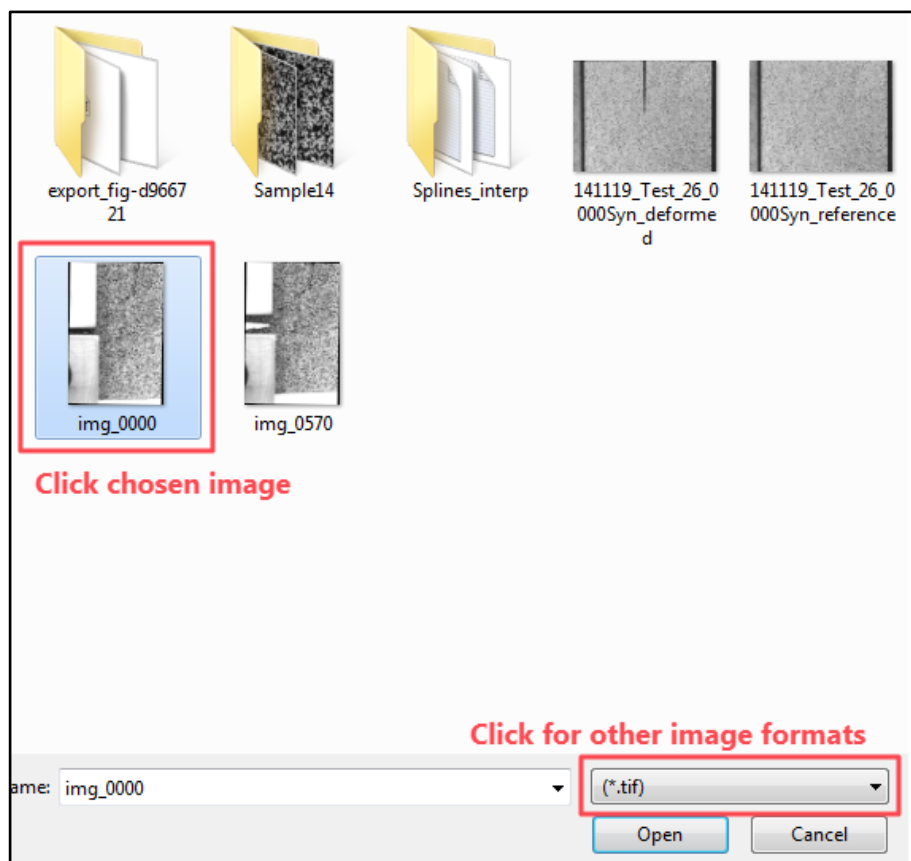 export_fig-d9667
21
Sample14
Splines_interp
141119_Test_26_0
000Syn_deforme
d
141119_Test_26_0
000Syn_reference
img_0000
img_0570
Click chosen image
Click for other image formats
ame: img_0000
(*.tif)
Open
Cancel